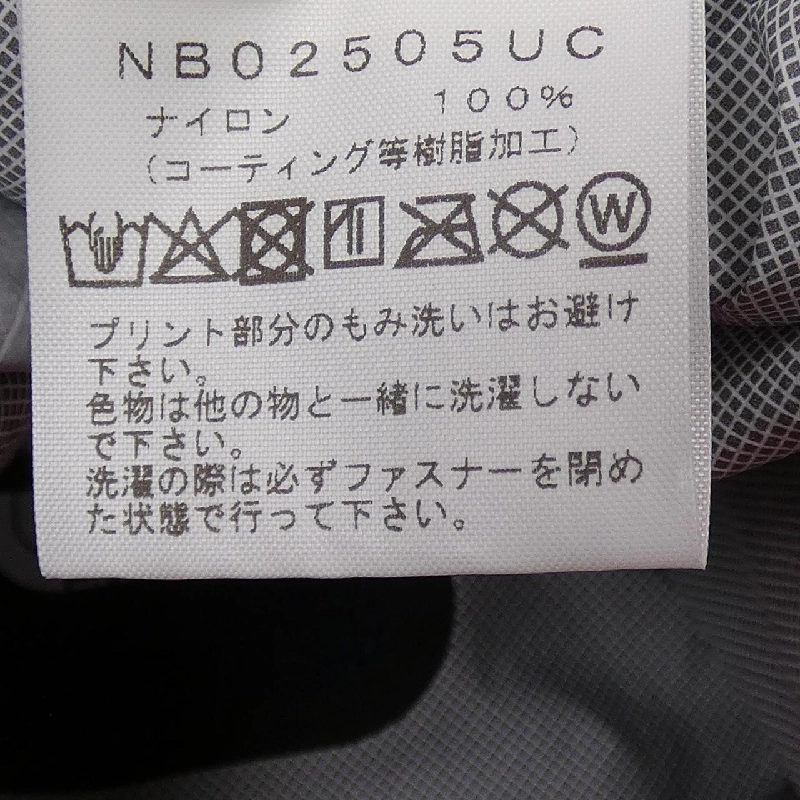 NB02505UC
ナイロン 100%
(コーティング等樹脂加工)
W
プリント部分のもみ洗いはお避け
下さい。
色物は他の物と一緒に洗濯しない
で下さい。
洗濯の際は必ずファスナーを閉め
た状態で行って下さい。